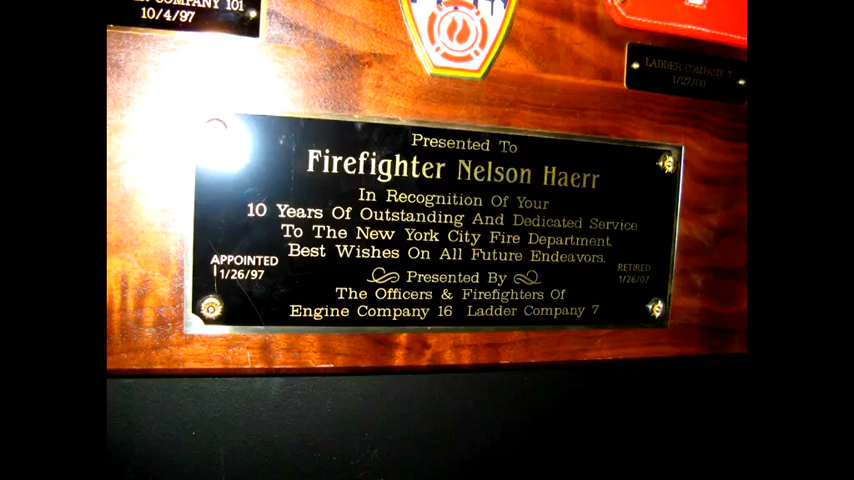 COMPANY 101
10/4/97
LADDER COMPANY 7
1/27/00
Presented To
Firefighter Nelson Haerr
In Recognition Of Your
10 Years Of Outstanding And Dedicated Service
To The New York City Fire Department.
Best Wishes On All Future Endeavors.
APPOINTED
1/26/97
RETIRED
1/26/07
Presented By
The Officers & Firefighters Of
Engine Company 16 Ladder Company 7